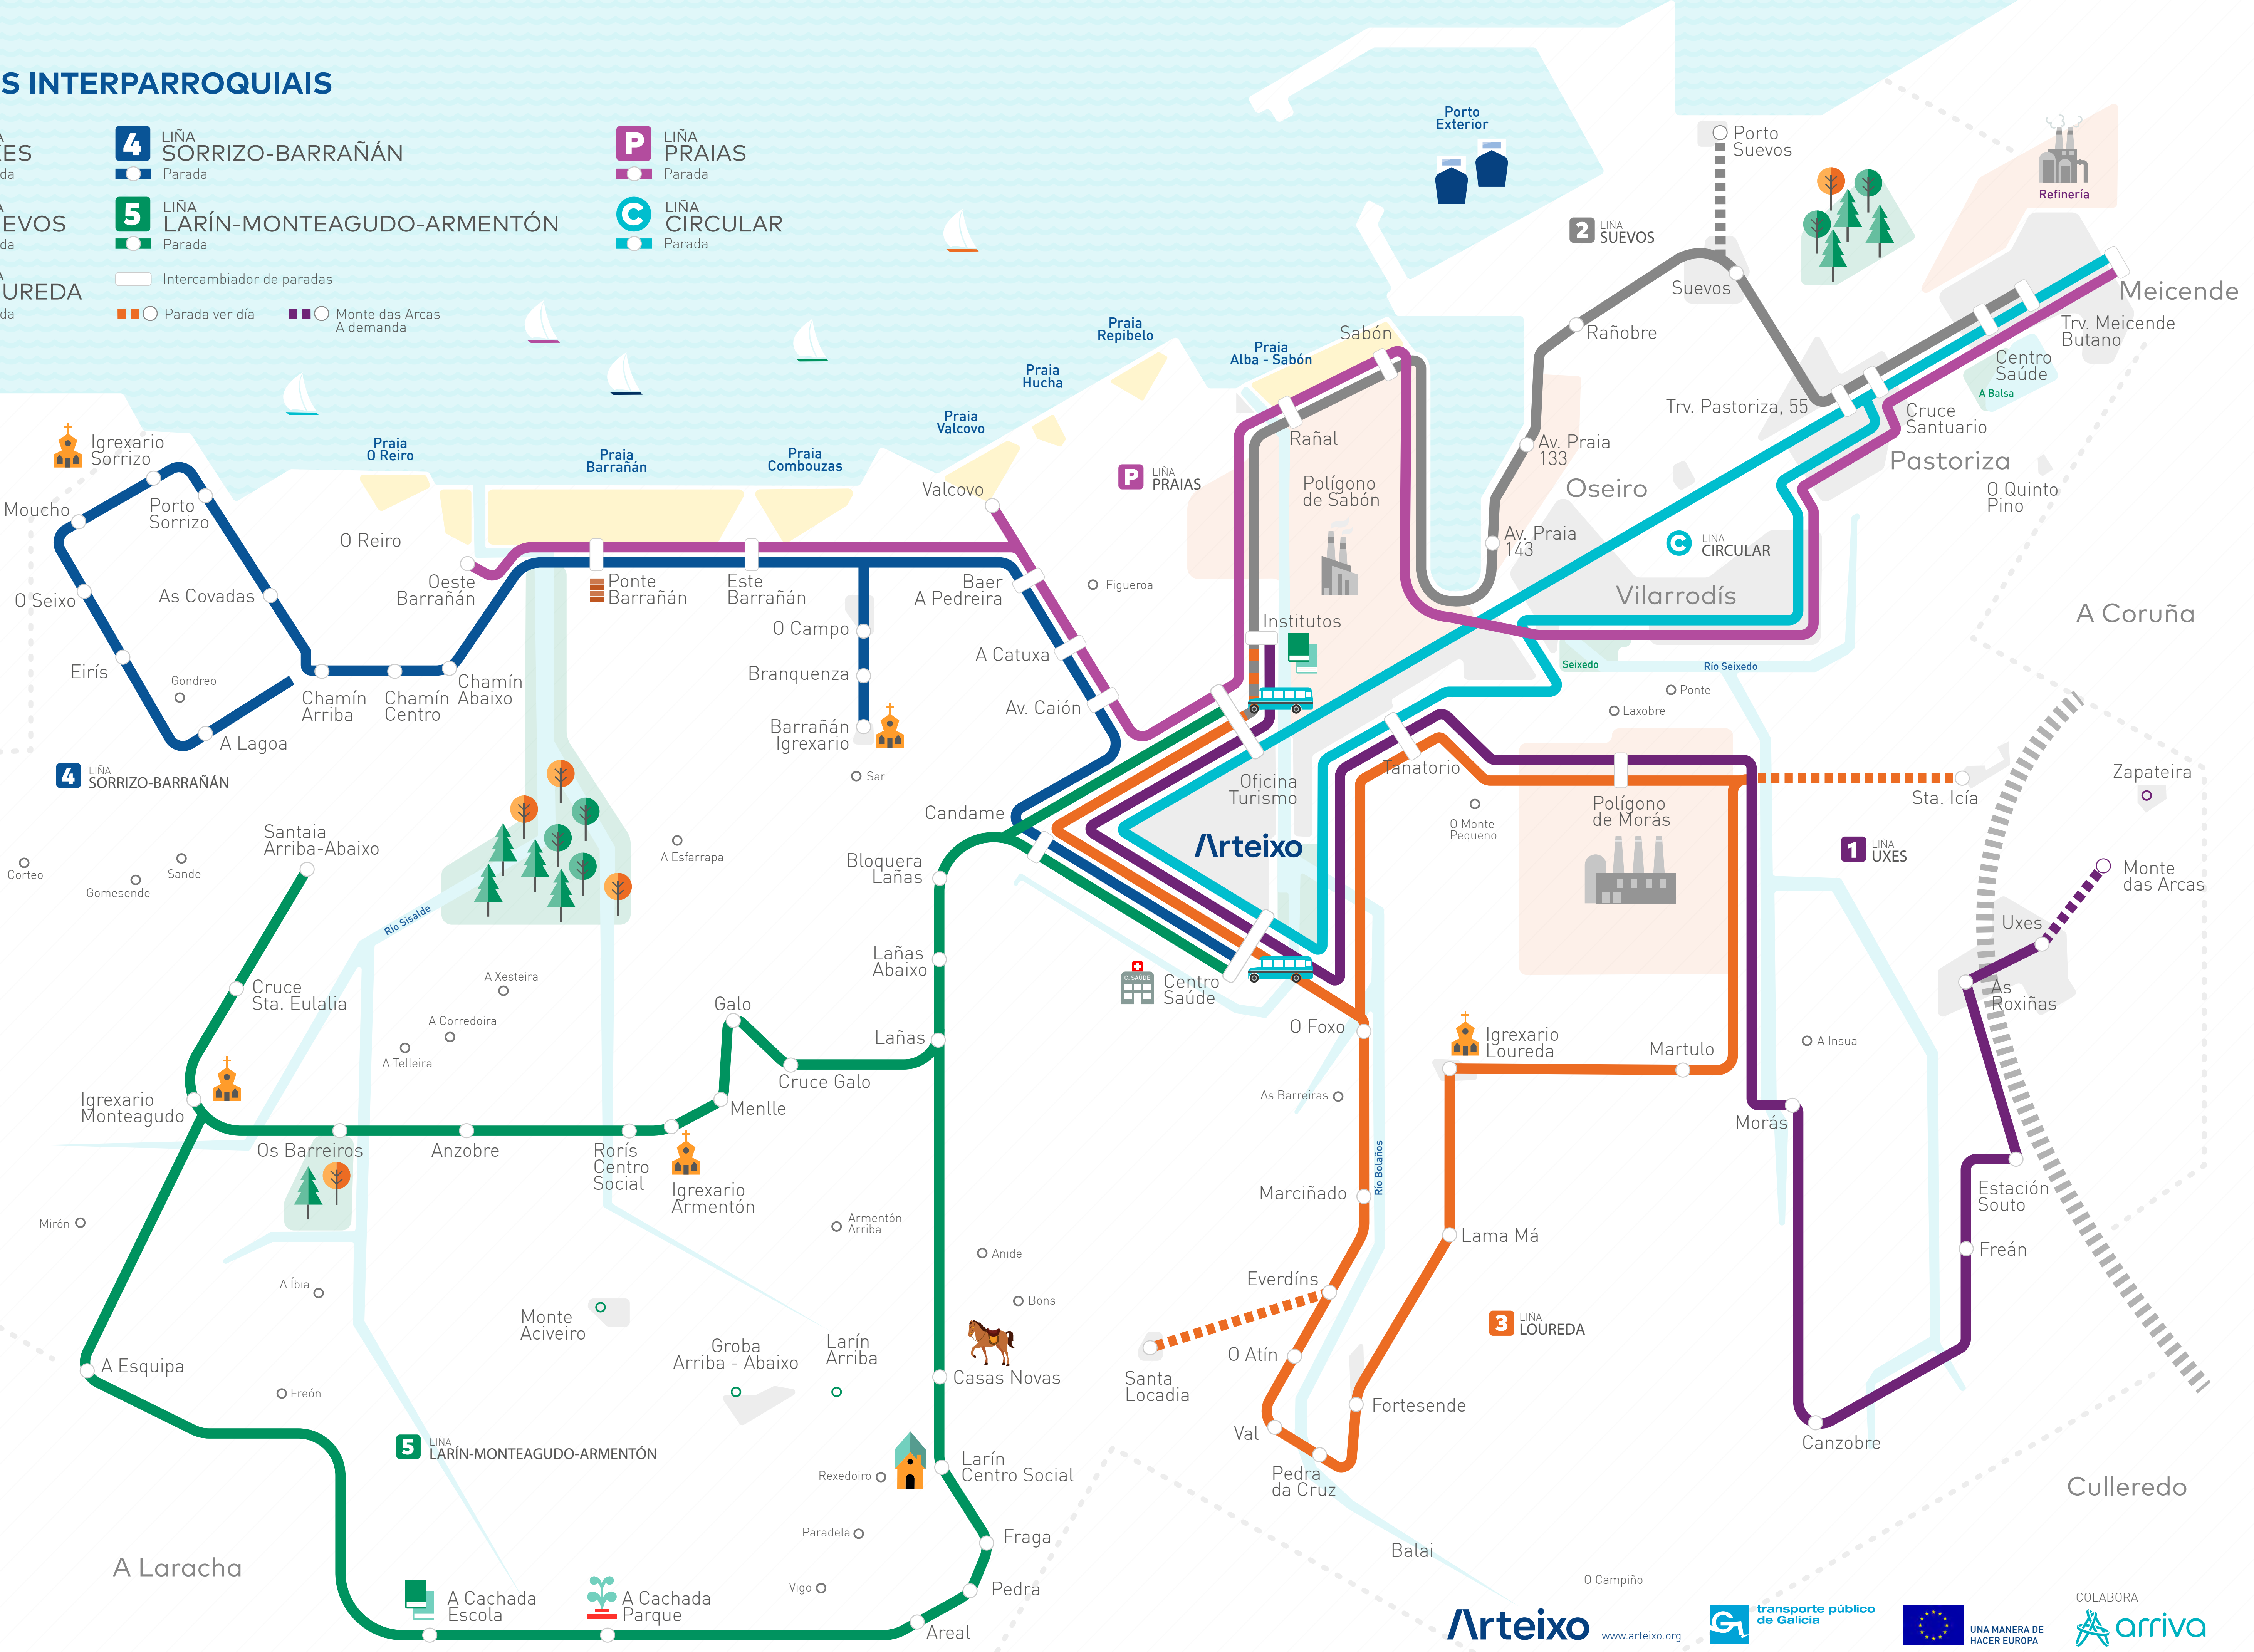 S INTERPARROQUIAIS
4
LIÑA
SORRIZO-BARRAÑÁN
Parada
5
LIÑA
LARÍN-MONTEAGUDO-ARMENTÓN
Parada
Intercambiador de paradas
Parada ver día
Monte das Arcas
A demanda
P
LIÑA
PRAIAS
Parada
C
LIÑA
CIRCULAR
Parada
Porto
Exterior
Porto
Suevos
Refinería
2
LIÑA
SUEVOS
Suevos
Rañobre
Meicende
Trv. Meicende
Butano
Centro
Saúde
A Balsa
Trv. Pastoriza, 55
Cruce
Santuario
Pastoriza
O Quinto
Pino
Praia
Repibelo
Praia
Alba - Sabón
Sabón
Praia
Hucha
Praia
Valcovo
Rañal
Av. Praia
133
Oseiro
Polígono
de Sabón
P
LIÑA
PRAIAS
Valcovo
Av. Praia
143
C
LIÑA
CIRCULAR
Vilarrodís
A Coruña
Igrexario
Sorrizo
Praia
O Reiro
Praia
Barrañán
Praia
Combouzas
Moucho
Porto
Sorrizo
O Reiro
O Seixo
As Covadas
Oeste
Barrañán
Ponte
Barrañán
Este
Barrañán
Baer
A Pedreira
Figueroa
O Campo
Institutos
Eirís
A Catuxa
Branquenza
Seixedo
Río Seixedo
Gondreo
Chamín
Arriba
Chamín
Centro
Chamín
Abaixo
Av. Caión
Ponte
Laxobre
A Lagoa
Barrañán
Igrexario
4
LIÑA
SORRIZO-BARRAÑÁN
Sar
Oficina
Turismo
Tanatorio
Sta. Icía
Zapateira
Candame
O Monte
Pequeno
Polígono
de Morás
Santaia
Arriba-Abaixo
A Esfarrapa
Bloquera
Lañas
Arteixo
1
LIÑA
UXES
Monte
das Arcas
Corteo
Sande
Gomesende
Río Sisalde
Uxes
Lañas
Abaixo
C. SAÚDE
Centro
Saúde
Cruce
Sta. Eulalia
A Xesteira
Galo
As
Roxiñas
A Corredoira
A Telleira
Lañas
O Foxo
Igrexario
Loureda
Martulo
A Insua
Cruce Galo
Igrexario
Monteagudo
Menlle
As Barreiras
Morás
Os Barreiros
Anzobre
Rorís
Centro
Social
Igrexario
Armentón
Río Bolaños
Marciñado
Estación
Souto
Mirón
Armentón
Arriba
Lama Má
Freán
Anide
A Íbia
Everdíns
Bons
Monte
Aciveiro
3
LIÑA
LOUREDA
Groba
Arriba - Abaixo
Larín
Arriba
O Atín
A Esquipa
Casas Novas
Santa
Locadia
Freón
Fortesende
Val
5
LIÑA
LARÍN-MONTEAGUDO-ARMENTÓN
Canzobre
Rexedoiro
Larín
Centro Social
Pedra
da Cruz
Culleredo
Paradela
Fraga
Balai
A Laracha
Vigo
Pedra
O Campiño
A Cachada
Escola
A Cachada
Parque
Areal
Arteixo
www.arteixo.org
transporte público
de Galicia
UNA MANERA DE
HACER EUROPA
COLABORA
arriva